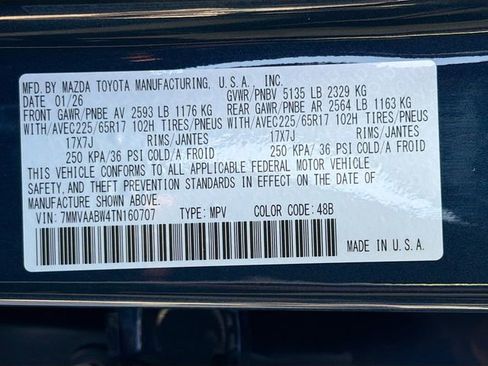 MFD. BY MAZDA TOYOTA MANUFACTURING, U.S.A., INC.
DATE 01/26 GVWR/PNBV 5135 LB 2329 KG
FRONT GAWR/PNBE AV 2593 LB 1176 KG REAR GAWR/PNBE AR 2564 LB 1163 KG
WITH/AVEC225/65R17 102H TIRES/PNEUS WITH/AVEC225/65R17 102H TIRES/PNEUS
17X7J RIMS/JANTES 17X7J RIMS/JANTES
250 KPA/ 36 PSI COLD/A FROID 250 KPA/ 36 PSI COLD/A FROID
THIS VEHICLE CONFORMS TO ALL APPLICABLE FEDERAL MOTOR VEHICLE
SAFETY, AND THEFT PREVENTION STANDARDS IN EFFECT ON THE DATE OF
MANUFACTURE SHOWN ABOVE.
VIN: 7MMVAABW4TN160707 TYPE: MPV COLOR CODE: 48B
MADE IN U.S.A.